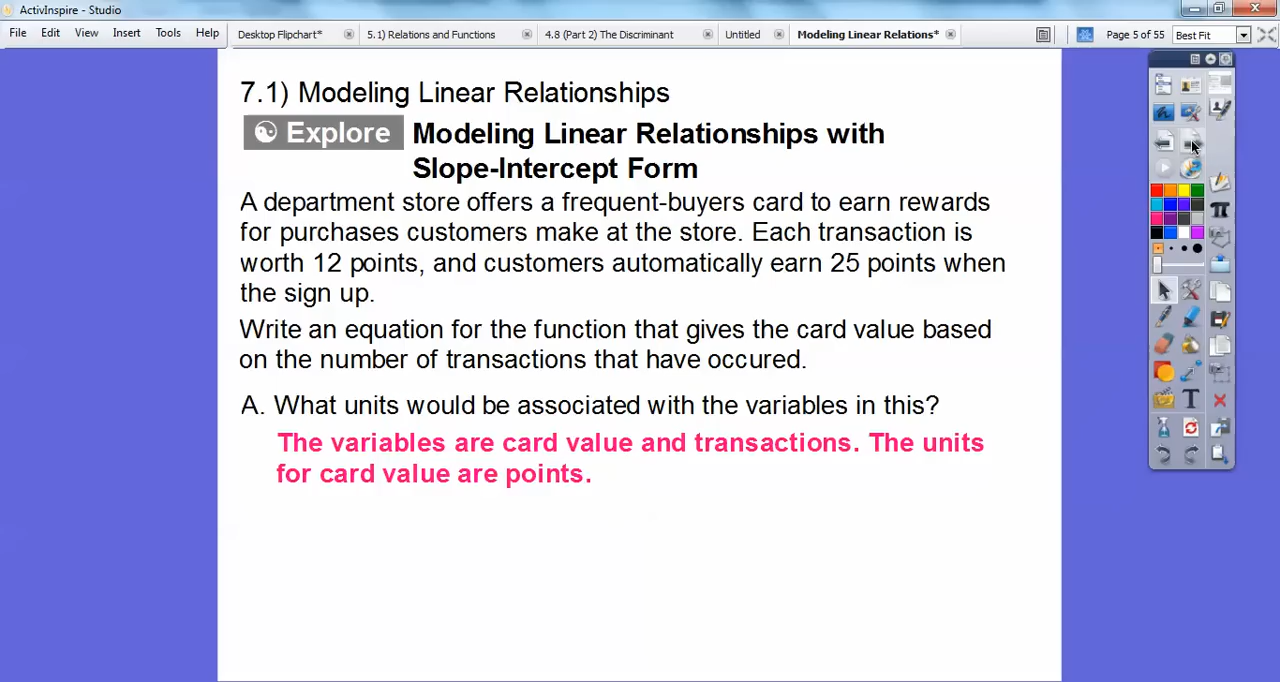 ActivInspire - Studio
File Edit View Insert Tools Help
Desktop Flipchart* 5.1) Relations and Functions 4.8 (Part 2) The Discriminant Untitled Modeling Linear Relations* Page 5 of 55 Best Fit
7.1) Modeling Linear Relationships
Explore Modeling Linear Relationships with
Slope-Intercept Form
A department store offers a frequent-buyers card to earn rewards
for purchases customers make at the store. Each transaction is
worth 12 points, and customers automatically earn 25 points when
the sign up.
Write an equation for the function that gives the card value based
on the number of transactions that have occured.
A. What units would be associated with the variables in this?
The variables are card value and transactions. The units
for card value are points.